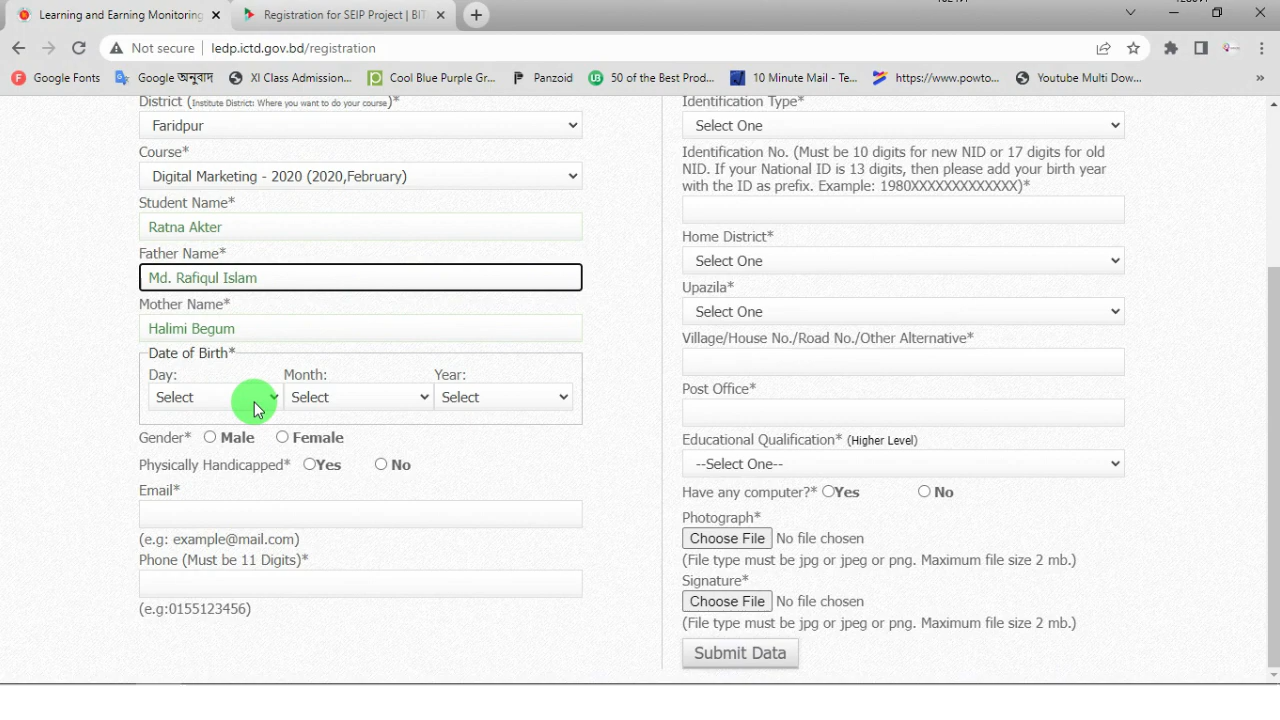 Learning and Earning Monitoring
Registration for SEIP Project | BIT
Not secure
ledp.ictd.gov.bd/registration
Google Fonts
Google অনুবাদ
XI Class Admission...
Cool Blue Purple Gr...
Panzoid
50 of the Best Prod...
10 Minute Mail - Te...
https://www.powto...
Youtube Multi Dow...
»
District (Institute District: Where you want to do your course)*
Faridpur
Course*
Digital Marketing - 2020 (2020,February)
Student Name*
Ratna Akter
Father Name*
Md. Rafiqul Islam
Mother Name*
Halimi Begum
Date of Birth*
Day: Month: Year:
Select Select Select
Gender* Male Female
Physically Handicapped* Yes No
Email*
(e.g: example@mail.com)
Phone (Must be 11 Digits)*
(e.g:0155123456)
Identification Type*
Select One
Identification No. (Must be 10 digits for new NID or 17 digits for old
NID. If your National ID is 13 digits, then please add your birth year
with the ID as prefix. Example: 1980XXXXXXXXXXXXX)*
Home District*
Select One
Upazila*
Select One
Village/House No./Road No./Other Alternative*
Post Office*
Educational Qualification* (Higher Level)
--Select One--
Have any computer?* Yes No
Photograph*
Choose File No file chosen
(File type must be jpg or jpeg or png. Maximum file size 2 mb.)
Signature*
Choose File No file chosen
(File type must be jpg or jpeg or png. Maximum file size 2 mb.)
Submit Data